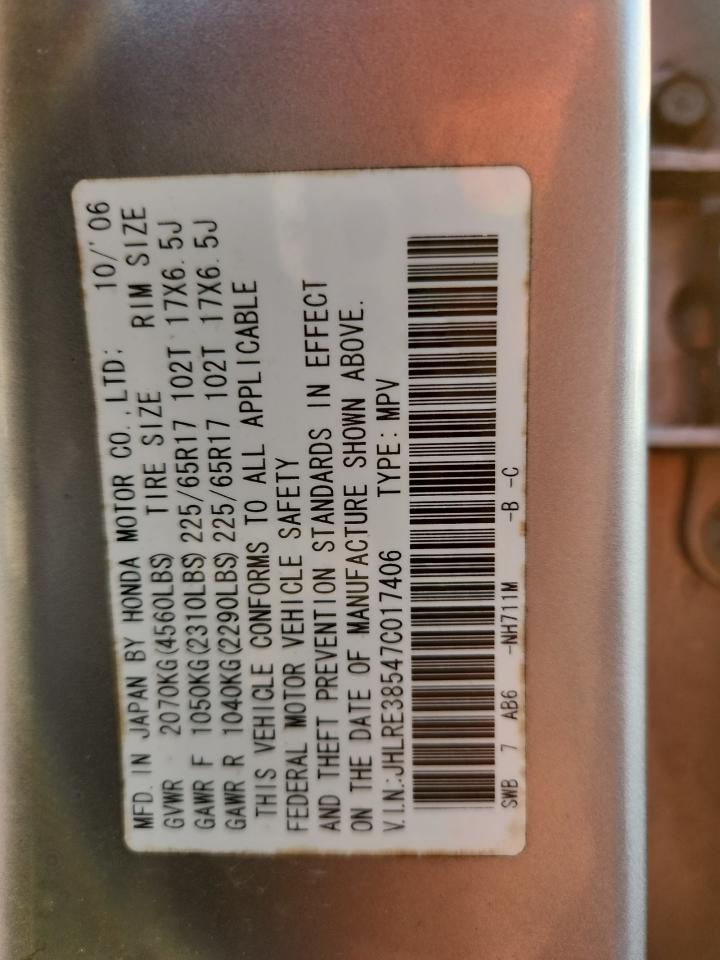 MFD. IN JAPAN BY HONDA MOTOR CO., LTD: 10/'06
GVWR 2070KG(4560LBS) TIRE SIZE RIM SIZE
GAWR F 1050KG(2310LBS) 225/65R17 102T 17X6.5J
GAWR R 1040KG(2290LBS) 225/65R17 102T 17X6.5J
THIS VEHICLE CONFORMS TO ALL APPLICABLE
FEDERAL MOTOR VEHICLE SAFETY
AND THEFT PREVENTION STANDARDS IN EFFECT
ON THE DATE OF MANUFACTURE SHOWN ABOVE.
V.I.N.:JHLRE38547C017406 TYPE:MPV
SWB 7 AB6 -NH711M -B -C